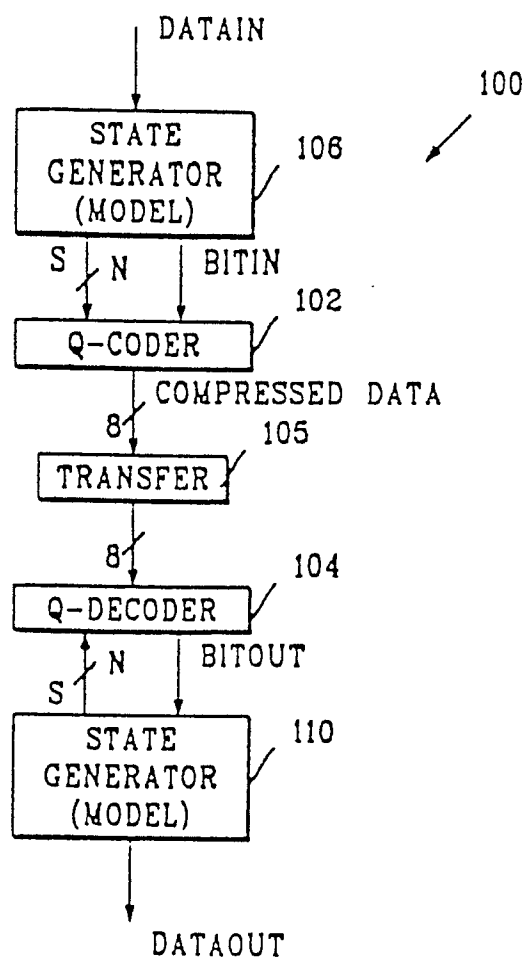 DATAIN
100
STATE
GENERATOR
(MODEL)
106
S N BITIN
Q-CODER
102
8 COMPRESSED DATA
TRANSFER
105
8
Q-DECODER
104
S N BITOUT
STATE
GENERATOR
(MODEL)
110
DATAOUT